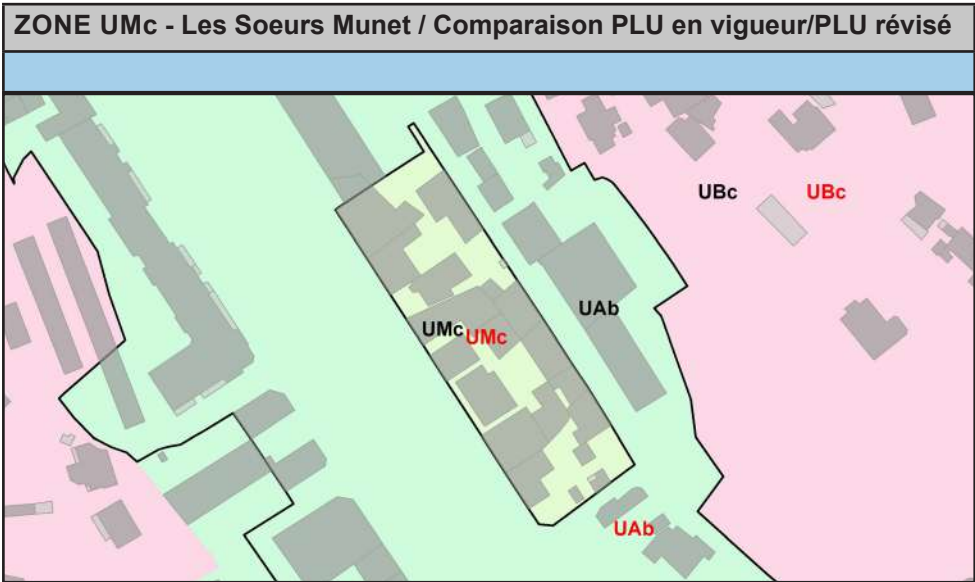 ZONE UMc - Les Soeurs Munet / Comparaison PLU en vigueur/PLU révisé
UBc UBc
UAb
UMc UMc
UAb